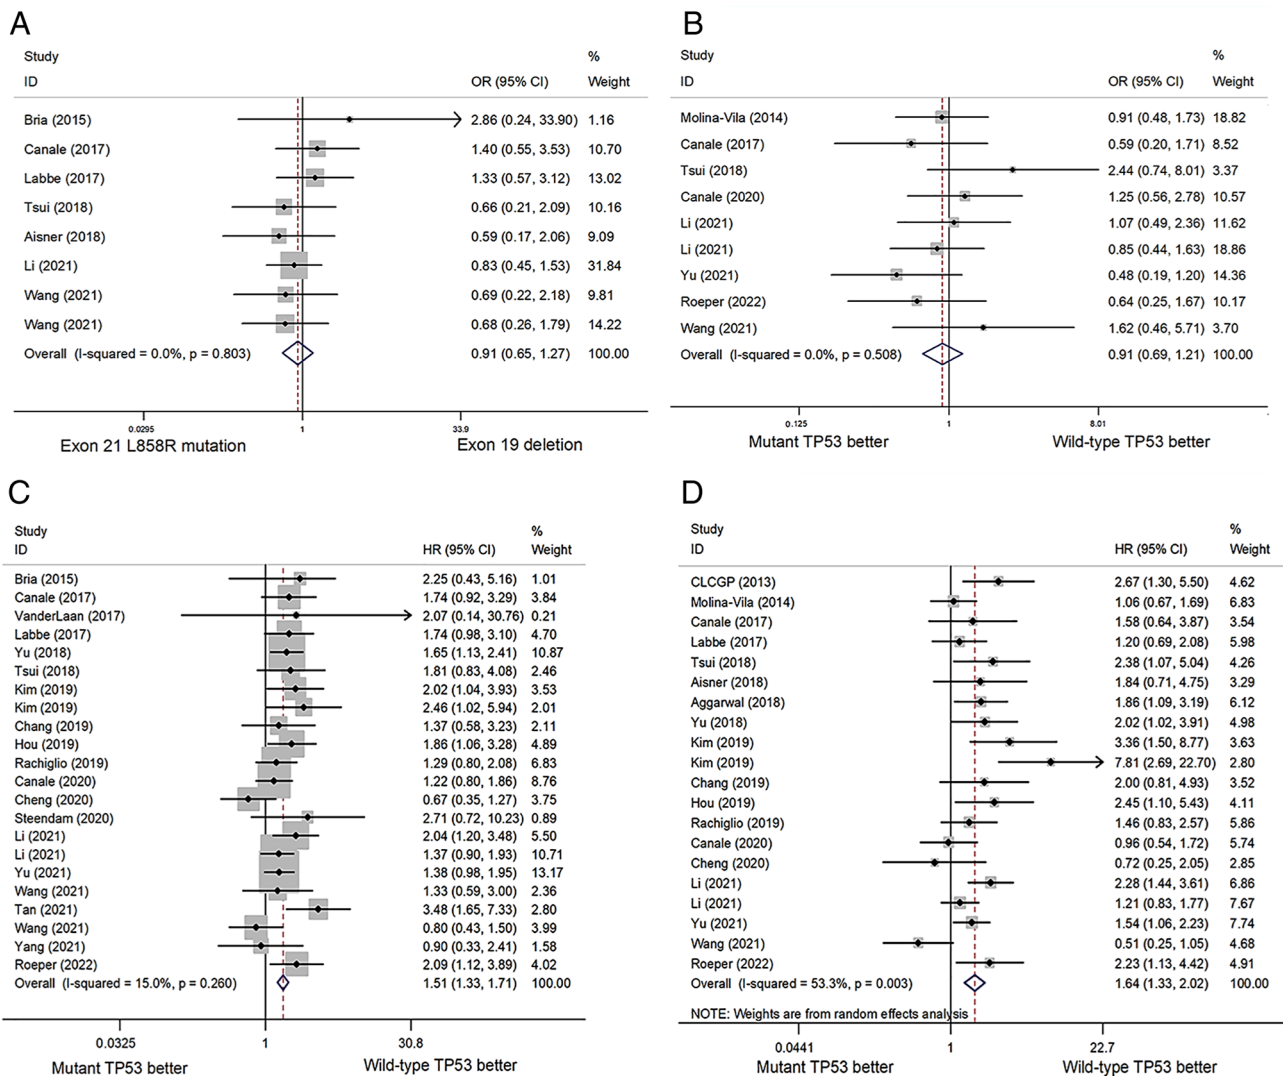 A
Study %
ID OR (95% CI) Weight
Bria (2015) 2.86 (0.24, 33.90) 1.16
Canale (2017) 1.40 (0.55, 3.53) 10.70
Labbe (2017) 1.33 (0.57, 3.12) 13.02
Tsui (2018) 0.66 (0.21, 2.09) 10.16
Aisner (2018) 0.59 (0.17, 2.06) 9.09
Li (2021) 0.83 (0.45, 1.53) 31.84
Wang (2021) 0.69 (0.22, 2.18) 9.81
Wang (2021) 0.68 (0.26, 1.79) 14.22
Overall (I-squared = 0.0%, p = 0.803) 0.91 (0.65, 1.27) 100.00
0.0295 1 33.9
Exon 21 L858R mutation Exon 19 deletion
B
Study %
ID OR (95% CI) Weight
Molina-Vila (2014) 0.91 (0.48, 1.73) 18.82
Canale (2017) 0.59 (0.20, 1.71) 8.52
Tsui (2018) 2.44 (0.74, 8.01) 3.37
Canale (2020) 1.25 (0.56, 2.78) 10.57
Li (2021) 1.07 (0.49, 2.36) 11.62
Li (2021) 0.85 (0.44, 1.63) 18.86
Yu (2021) 0.48 (0.19, 1.20) 14.36
Roeper (2022) 0.64 (0.25, 1.67) 10.17
Wang (2021) 1.62 (0.46, 5.71) 3.70
Overall (I-squared = 0.0%, p = 0.508) 0.91 (0.69, 1.21) 100.00
0.125 1 8.01
Mutant TP53 better Wild-type TP53 better
C
Study %
ID HR (95% CI) Weight
Bria (2015) 2.25 (0.43, 5.16) 1.01
Canale (2017) 1.74 (0.92, 3.29) 3.84
VanderLaan (2017) 2.07 (0.14, 30.76) 0.21
Labbe (2017) 1.74 (0.98, 3.10) 4.70
Yu (2018) 1.65 (1.13, 2.41) 10.87
Tsui (2018) 1.81 (0.83, 4.08) 2.46
Kim (2019) 2.02 (1.04, 3.93) 3.53
Kim (2019) 2.46 (1.02, 5.94) 2.01
Chang (2019) 1.37 (0.58, 3.23) 2.11
Hou (2019) 1.86 (1.06, 3.28) 4.89
Rachiglio (2019) 1.29 (0.80, 2.08) 6.83
Canale (2020) 1.22 (0.80, 1.86) 8.76
Cheng (2020) 0.67 (0.35, 1.27) 3.75
Steendam (2020) 2.71 (0.72, 10.23) 0.89
Li (2021) 2.04 (1.20, 3.48) 5.50
Li (2021) 1.37 (0.90, 1.93) 10.71
Yu (2021) 1.38 (0.98, 1.95) 13.17
Wang (2021) 1.33 (0.59, 3.00) 2.36
Tan (2021) 3.48 (1.65, 7.33) 2.80
Wang (2021) 0.80 (0.43, 1.50) 3.99
Yang (2021) 0.90 (0.33, 2.41) 1.58
Roeper (2022) 2.09 (1.12, 3.89) 4.02
Overall (I-squared = 15.0%, p = 0.260) 1.51 (1.33, 1.71) 100.00
0.0325 1 30.8
Mutant TP53 better Wild-type TP53 better
D
Study %
ID HR (95% CI) Weight
CLCGP (2013) 2.67 (1.30, 5.50) 4.62
Molina-Vila (2014) 1.06 (0.67, 1.69) 6.83
Canale (2017) 1.58 (0.64, 3.87) 3.54
Labbe (2017) 1.20 (0.69, 2.08) 5.98
Tsui (2018) 2.38 (1.07, 5.04) 4.26
Aisner (2018) 1.84 (0.71, 4.75) 3.29
Aggarwal (2018) 1.86 (1.09, 3.19) 6.12
Yu (2018) 2.02 (1.02, 3.91) 4.98
Kim (2019) 3.36 (1.50, 8.77) 3.63
Kim (2019) 7.81 (2.69, 22.70) 2.80
Chang (2019) 2.00 (0.81, 4.93) 3.52
Hou (2019) 2.45 (1.10, 5.43) 4.11
Rachiglio (2019) 1.46 (0.83, 2.57) 5.86
Canale (2020) 0.96 (0.54, 1.72) 5.74
Cheng (2020) 0.72 (0.25, 2.05) 2.85
Li (2021) 2.28 (1.44, 3.61) 6.86
Li (2021) 1.21 (0.83, 1.77) 7.67
Yu (2021) 1.54 (1.06, 2.23) 7.74
Wang (2021) 0.51 (0.25, 1.05) 4.68
Roeper (2022) 2.23 (1.13, 4.42) 4.91
Overall (I-squared = 53.3%, p = 0.003) 1.64 (1.33, 2.02) 100.00
NOTE: Weights are from random effects analysis
0.0441 1 22.7
Mutant TP53 better Wild-type TP53 better